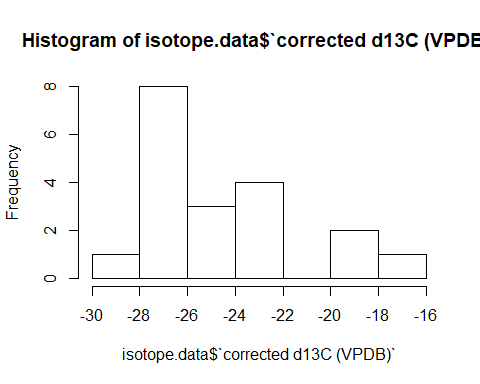 Histogram of isotope.data$`corrected d13C (VPDE
Frequency
8
6
4
2
0
-30 -28 -26 -24 -22 -20 -18 -16
isotope.data$`corrected d13C (VPDB)`